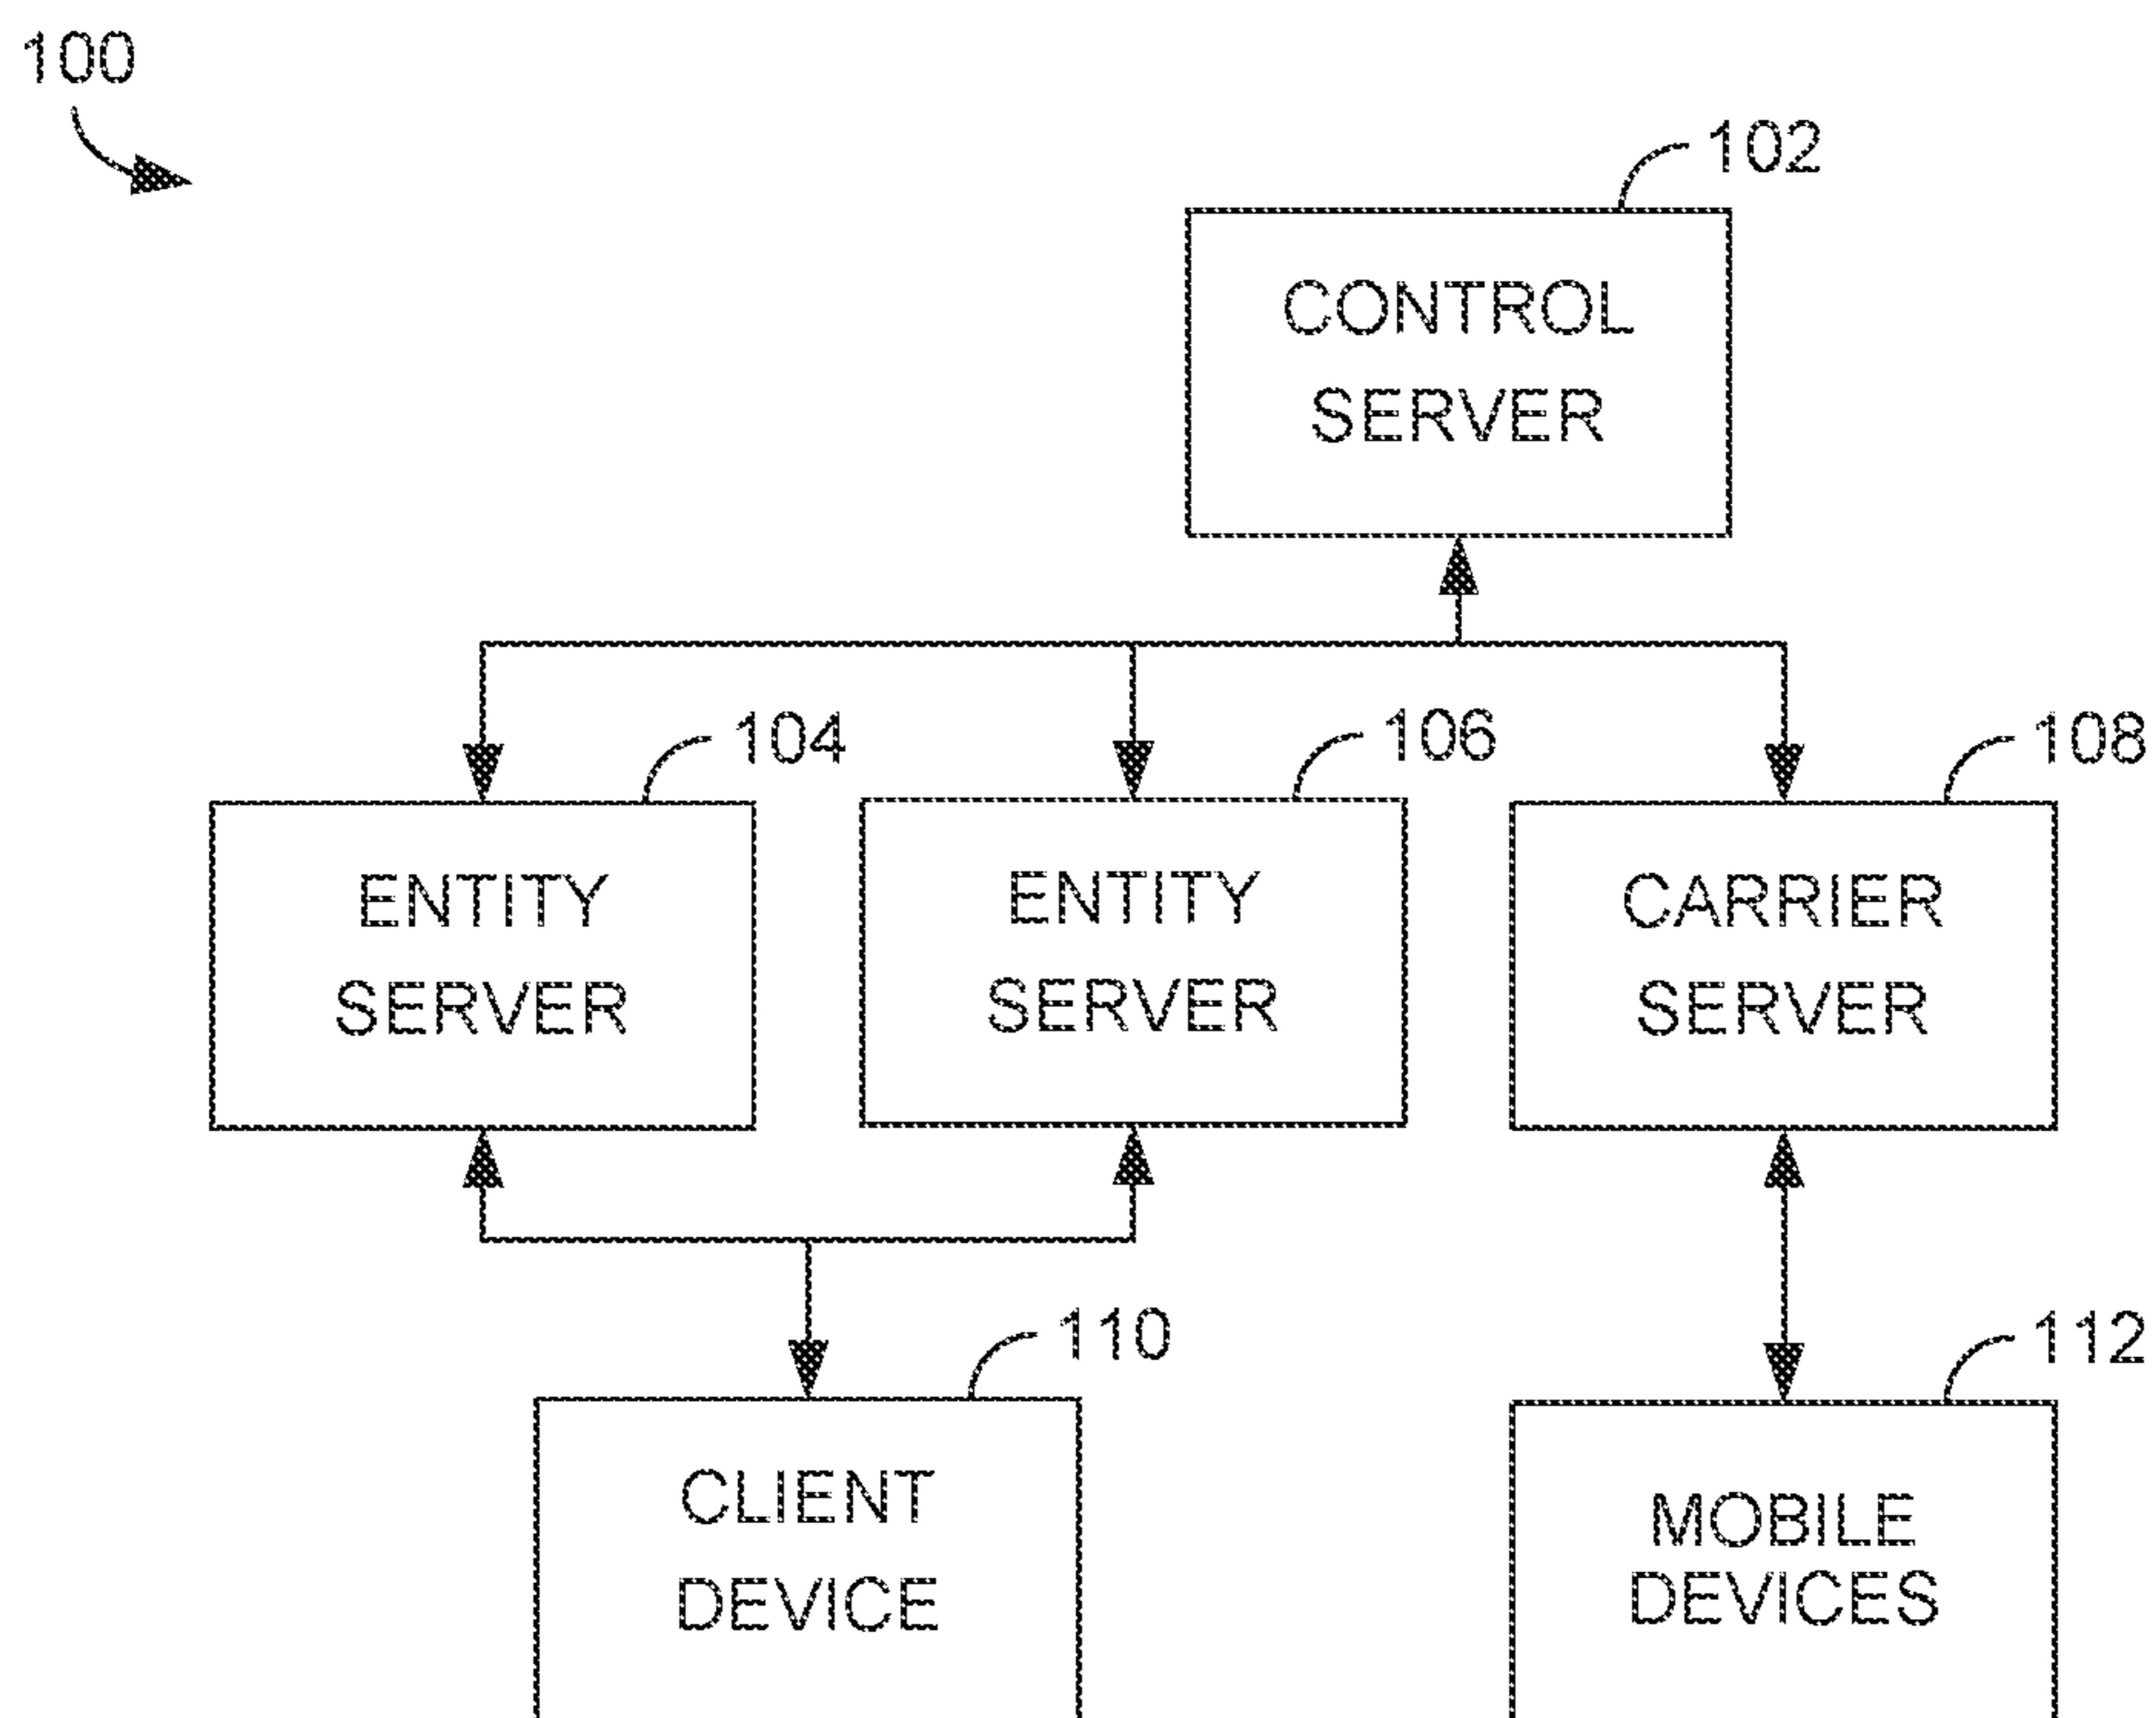 100
102
CONTROL
SERVER
104
106
108
ENTITY
SERVER
ENTITY
SERVER
CARRIER
SERVER
110
112
CLIENT
DEVICE
MOBILE
DEVICES